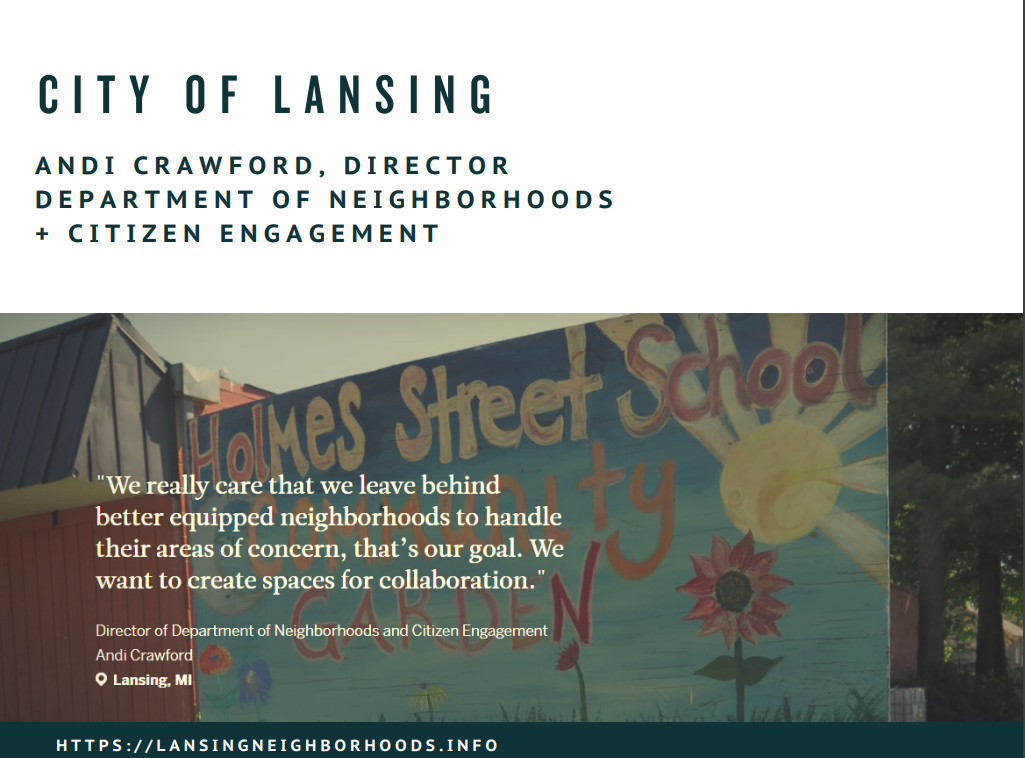 CITY OF LANSING
ANDI CRAWFORD, DIRECTOR
DEPARTMENT OF NEIGHBORHOODS
+ CITIZEN ENGAGEMENT
Holmes Street School
Community
GARDEN
"We really care that we leave behind
better equipped neighborhoods to handle
their areas of concern, that’s our goal. We
want to create spaces for collaboration."
Director of Department of Neighborhoods and Citizen Engagement
Andi Crawford
Lansing, MI
HTTPS://LANSINGNEIGHBORHOODS.INFO